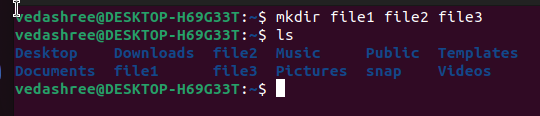 vedashree@DESKTOP-H69G33T:~$ mkdir file1 file2 file3
vedashree@DESKTOP-H69G33T:~$ ls
Desktop    Downloads  file2  Music     Public  Templates
Documents  file1      file3  Pictures  snap    Videos
vedashree@DESKTOP-H69G33T:~$